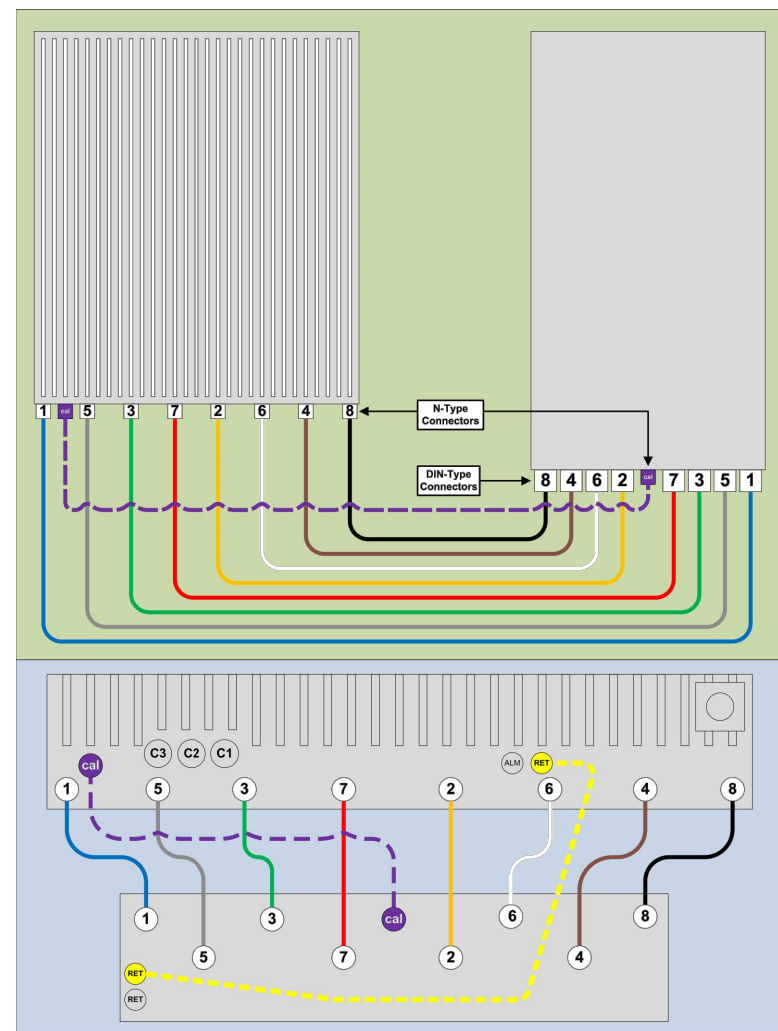 1 cal 5 3 7 2 6 4 8
N-Type
Connectors
DIN-Type
Connectors
8 4 6 2 cal 7 3 5 1
C3 C2 C1
cal
ALM RET
1 5 3 7 2 6 4 8
1 3 cal 6 8
5 7 2 4
RET
RET